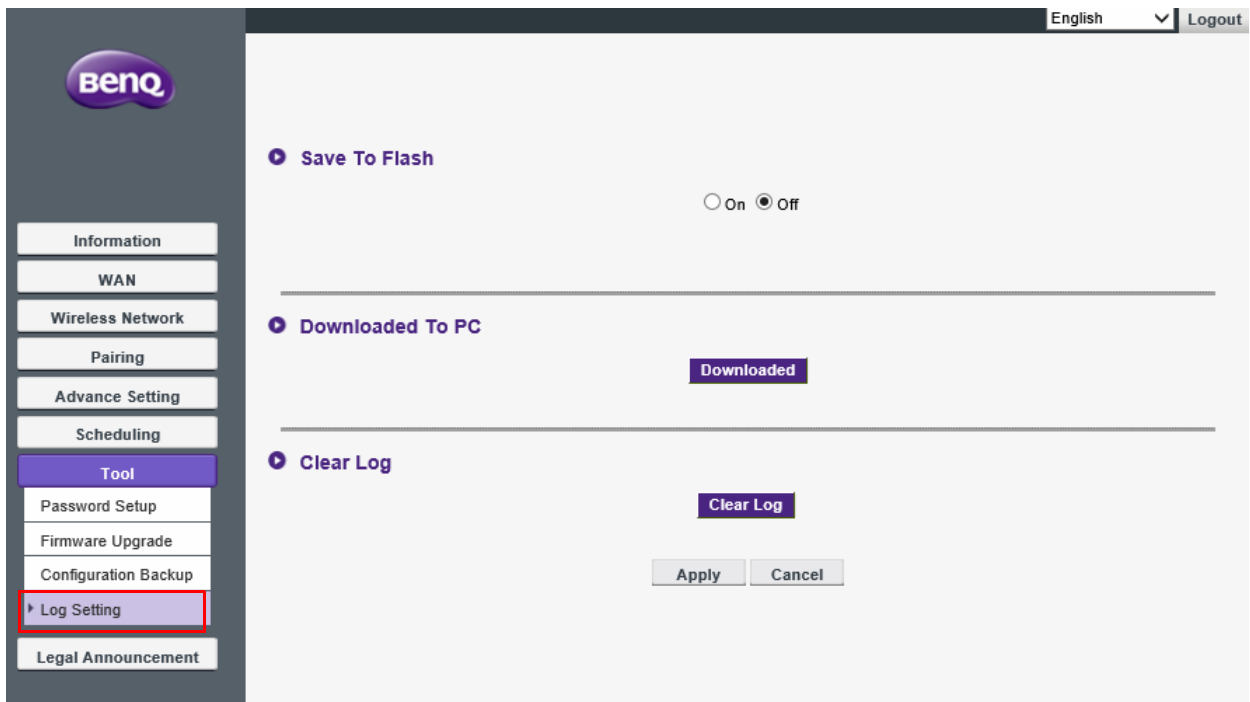 English Logout
BenQ
Save To Flash
On Off
Information
WAN
Wireless Network
Pairing
Advance Setting
Scheduling
Tool
Password Setup
Firmware Upgrade
Configuration Backup
Log Setting
Legal Announcement
Downloaded To PC
Downloaded
Clear Log
Clear Log
Apply Cancel